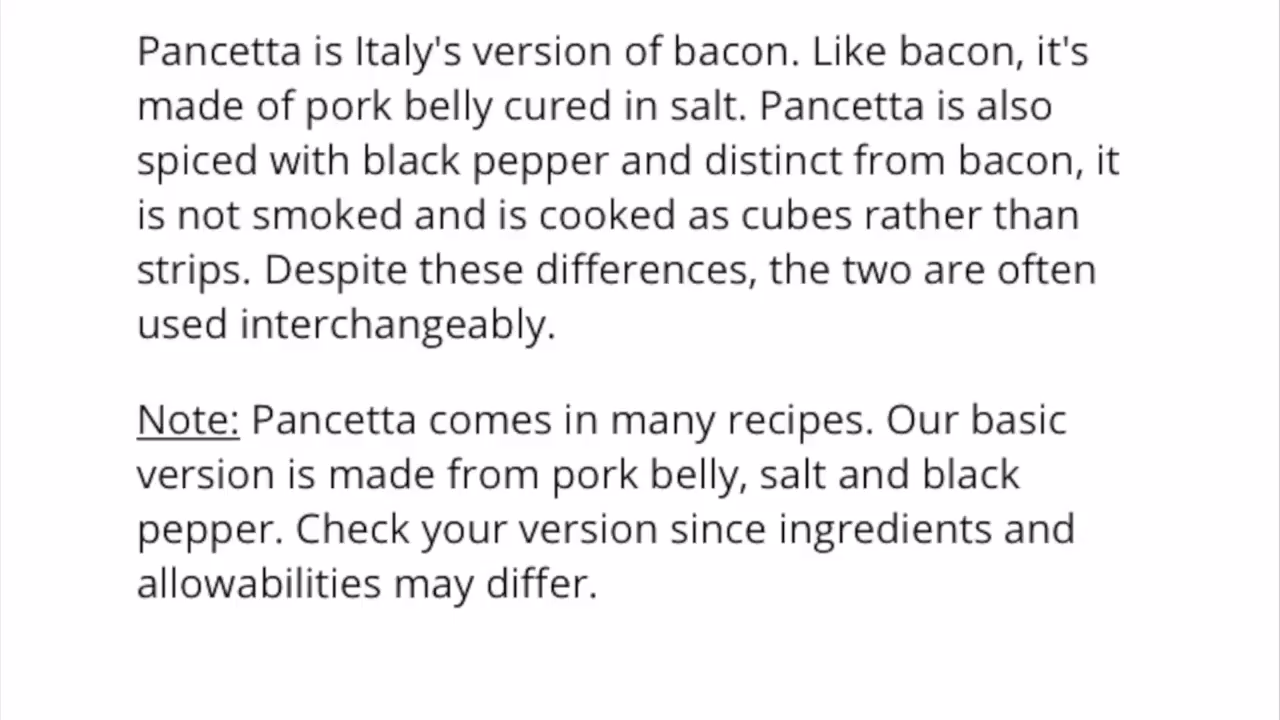 Pancetta is Italy's version of bacon. Like bacon, it's
made of pork belly cured in salt. Pancetta is also
spiced with black pepper and distinct from bacon, it
is not smoked and is cooked as cubes rather than
strips. Despite these differences, the two are often
used interchangeably.
Note: Pancetta comes in many recipes. Our basic
version is made from pork belly, salt and black
pepper. Check your version since ingredients and
allowabilities may differ.